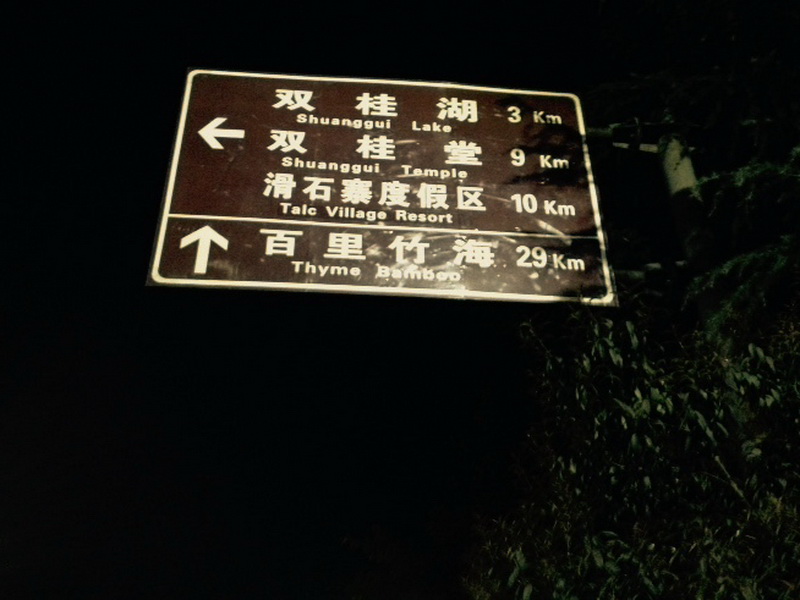 双桂湖 3 Km
Shuanggui Lake
双桂堂 9 Km
Shuanggui Temple
滑石寨度假区 10 Km
Talc Village Resort
百里竹海 29 Km
Thyme Bamboo